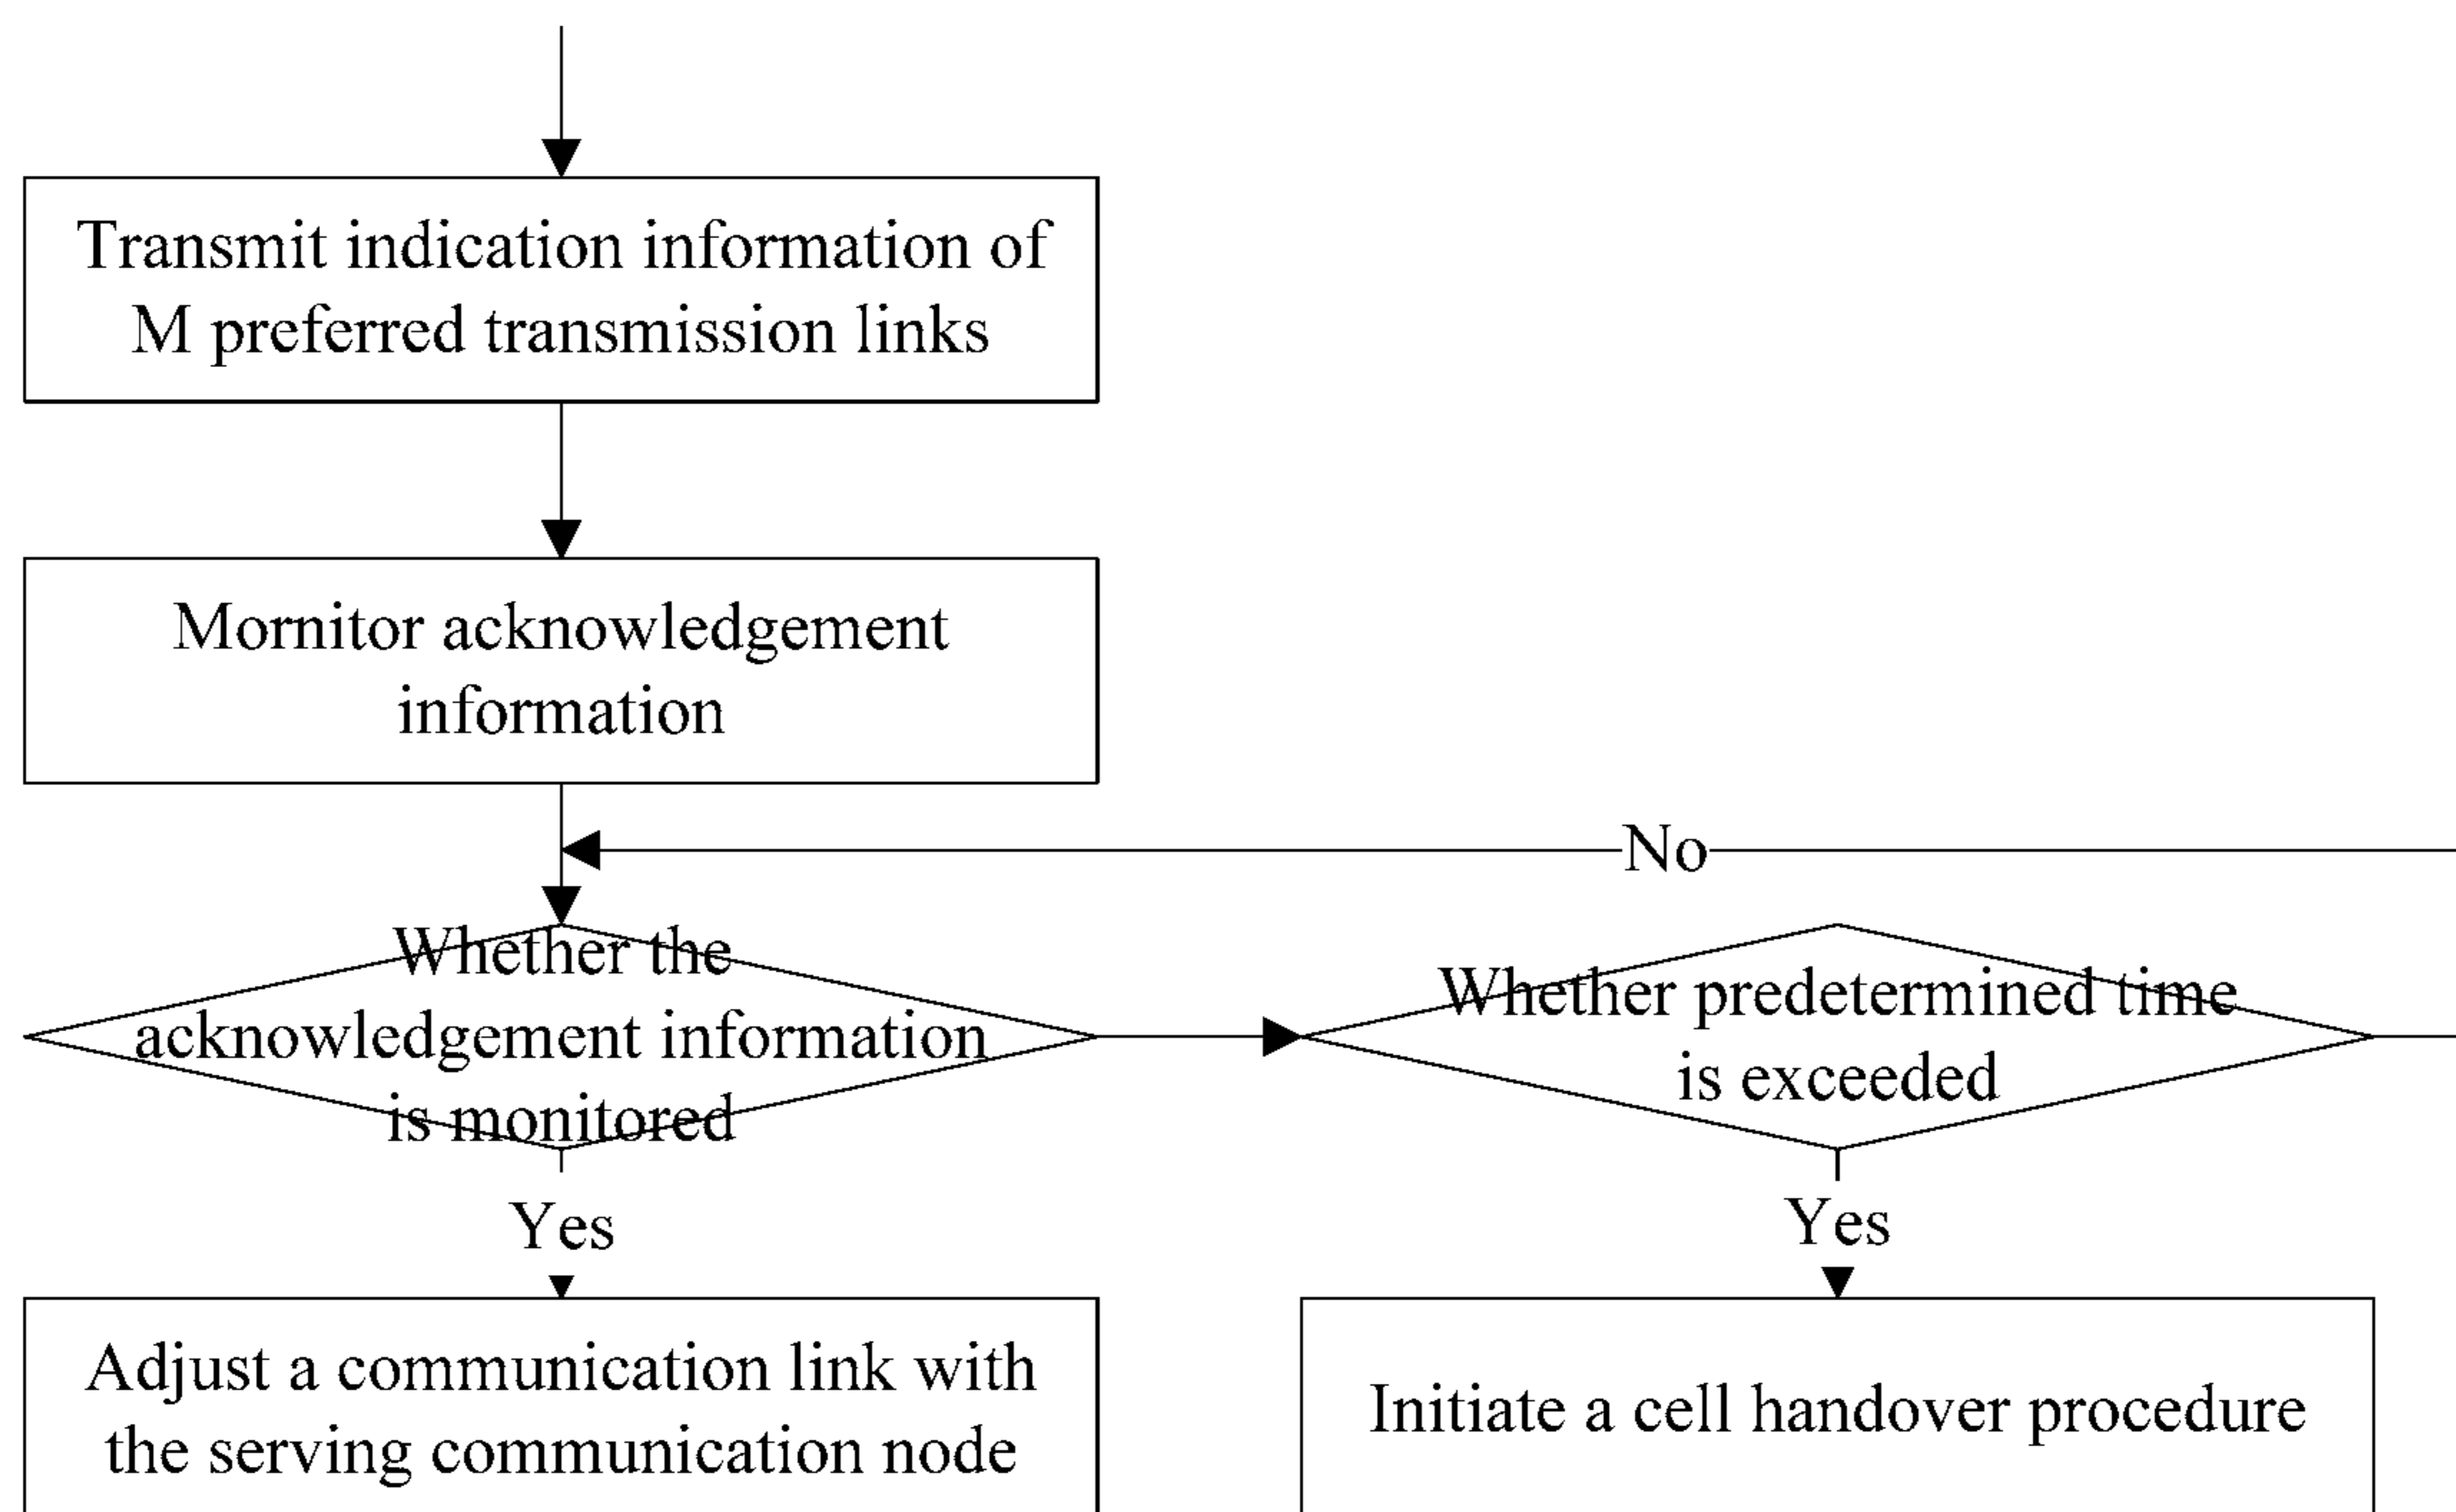 Transmit indication information of
M preferred transmission links
Mornitor acknowledgement
information
No
Whether the
acknowledgement information
is monitored
Whether predetermined time
is exceeded
Yes
Yes
Adjust a communication link with
the serving communication node
Initiate a cell handover procedure